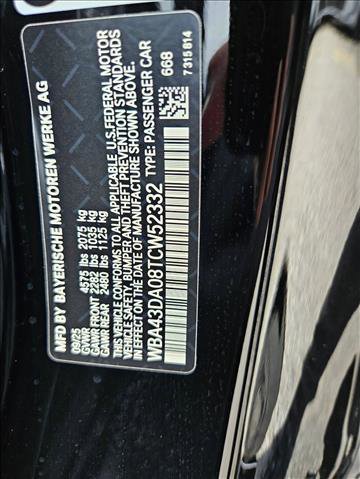 MFD BY BAYERISCHE MOTOREN WERKE AG
09/25
GVWR 4575 lbs 2075 kg
GAWR FRONT 2282 lbs 1035 kg
GAWR REAR 2480 lbs 1125 kg
THIS VEHICLE CONFORMS TO ALL APPLICABLE U.S. FEDERAL MOTOR
VEHICLE SAFETY, BUMPER AND THEFT PREVENTION STANDARDS
IN EFFECT ON THE DATE OF MANUFACTURE SHOWN ABOVE.
WBA43DA08TCW52332 TYPE: PASSENGER CAR
668
7 315 814